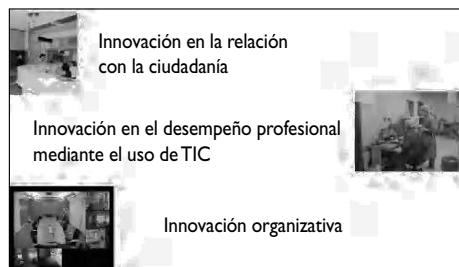 Innovación en la relación
con la ciudadanía
Innovación en el desempeño profesional
mediante el uso de TIC
Innovación organizativa